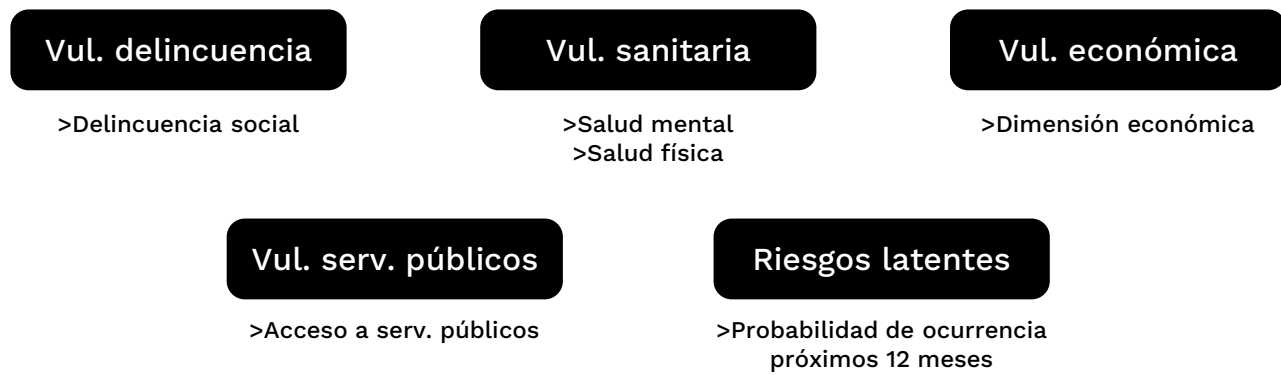 Vul. delincuencia
>Delincuencia social
Vul. sanitaria
>Salud mental
>Salud física
Vul. económica
>Dimensión económica
Vul. serv. públicos
>Acceso a serv. públicos
Riesgos latentes
>Probabilidad de ocurrencia
próximos 12 meses